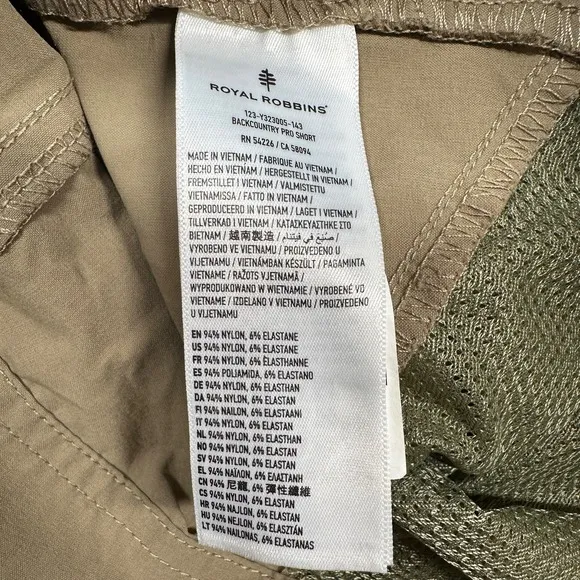 ROYAL ROBBINS®
123-Y323005-143
BACKCOUNTRY PRO SHORT
RN 54226 / CA 58094
MADE IN VIETNAM / FABRIQUE AU VIETNAM /
HECHO EN VIETNAM / HERGESTELLT IN VIETNAM /
FREMSTILLET I VIETNAM / VALMISTETTU
VIETNAMISSA / FATTO IN VIETNAM /
GEPRODUCEERD IN VIETNAM / LAGET I VIETNAM /
TILLVERKAD I VIETNAM / ΚΑΤΑΣΚΕΥΑΣΤΗΚΕ ΣΤΟ
ΒΙΕΤΝΑΜ / 越南製造 / صُنِعَ في فيتنام /
VYROBENO VE VIETNAMU / PROIZVEDENO U
VIJETNAMU / VIETNÁMBAN KÉSZÜLT / PAGAMINTA
VIETNAME / RAŽOTS VJETNAMĀ /
WYPRODUKOWANO W WIETNAMIE / VYROBENÉ VO
VIETNAME / IZDELANO V VIETNAMU / PROIZVEDENO
U VIJETNAMU
EN 94% NYLON, 6% ELASTANE
US 94% NYLON, 6% ELASTANE
FR 94% NYLON, 6% ÉLASTHANNE
ES 94% POLIAMIDA, 6% ELASTANO
DE 94% NYLON, 6% ELASTHAN
DA 94% NYLON, 6% ELASTAN
FI 94% NAILON, 6% ELASTAANI
IT 94% NYLON, 6% ELASTAN
NL 94% NYLON, 6% ELASTHAN
NO 94% NYLON, 6% ELASTAN
SV 94% NYLON, 6% ELASTAN
EL 94% ΝΑΪΛΟΝ, 6% ΕΛΑΣΤΑΝΗ
CN 94% 尼龍, 6% 彈性纖維
CS 94% NYLON, 6% ELASTAN
HR 94% NAJLON, 6% ELASTAN
HU 94% NEJLON, 6% ELASZTÁN
LT 94% NAILONAS, 6% ELASTANAS